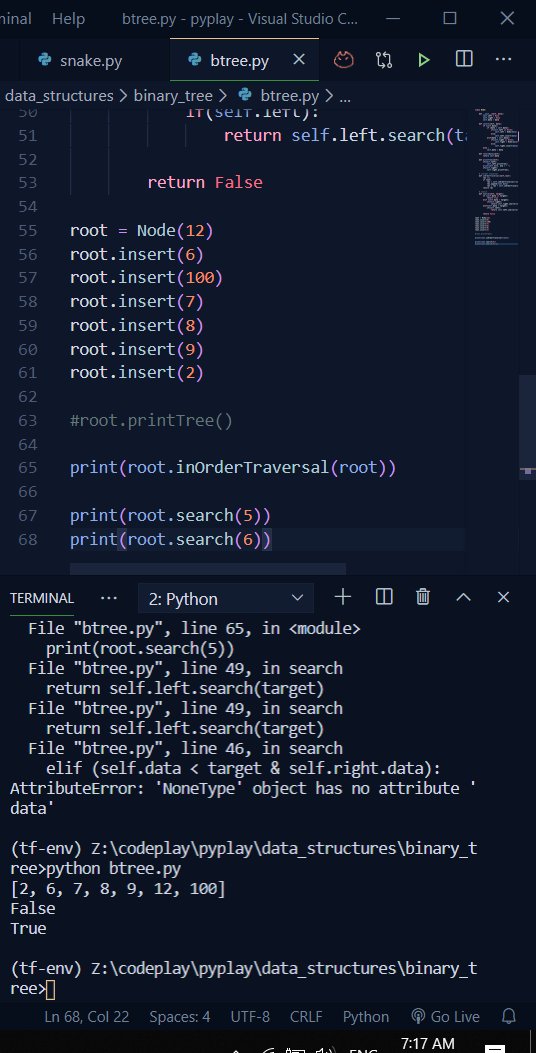 minal Help btree.py - pyplay - Visual Studio C...
snake.py btree.py
data_structures > binary_tree > btree.py > ...
50 if(self.left):
51 return self.left.search(ta
52
53 return False
54
55 root = Node(12)
56 root.insert(6)
57 root.insert(100)
58 root.insert(7)
59 root.insert(8)
60 root.insert(9)
61 root.insert(2)
62
63 #root.printTree()
64
65 print(root.inOrderTraversal(root))
66
67 print(root.search(5))
68 print(root.search(6))
TERMINAL ... 2: Python
File "btree.py", line 65, in <module>
print(root.search(5))
File "btree.py", line 49, in search
return self.left.search(target)
File "btree.py", line 49, in search
return self.left.search(target)
File "btree.py", line 46, in search
elif (self.data < target & self.right.data):
AttributeError: 'NoneType' object has no attribute '
data'
(tf-env) Z:\codeplay\pyplay\data_structures\binary_t
ree>python btree.py
[2, 6, 7, 8, 9, 12, 100]
False
True
(tf-env) Z:\codeplay\pyplay\data_structures\binary_t
ree>
Ln 68, Col 22 Spaces: 4 UTF-8 CRLF Python Go Live
7:17 AM
ENG